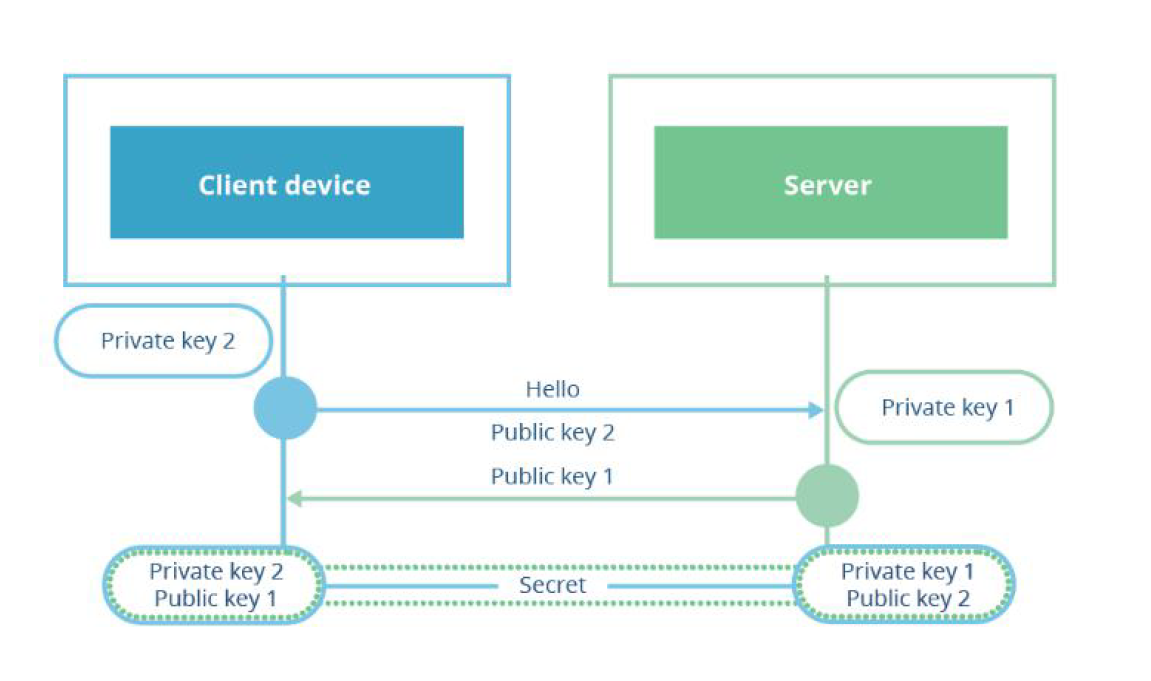 Client device
Server
Private key 2
Hello
Private key 1
Public key 2
Public key 1
Private key 2
Public key 1
Secret
Private key 1
Public key 2